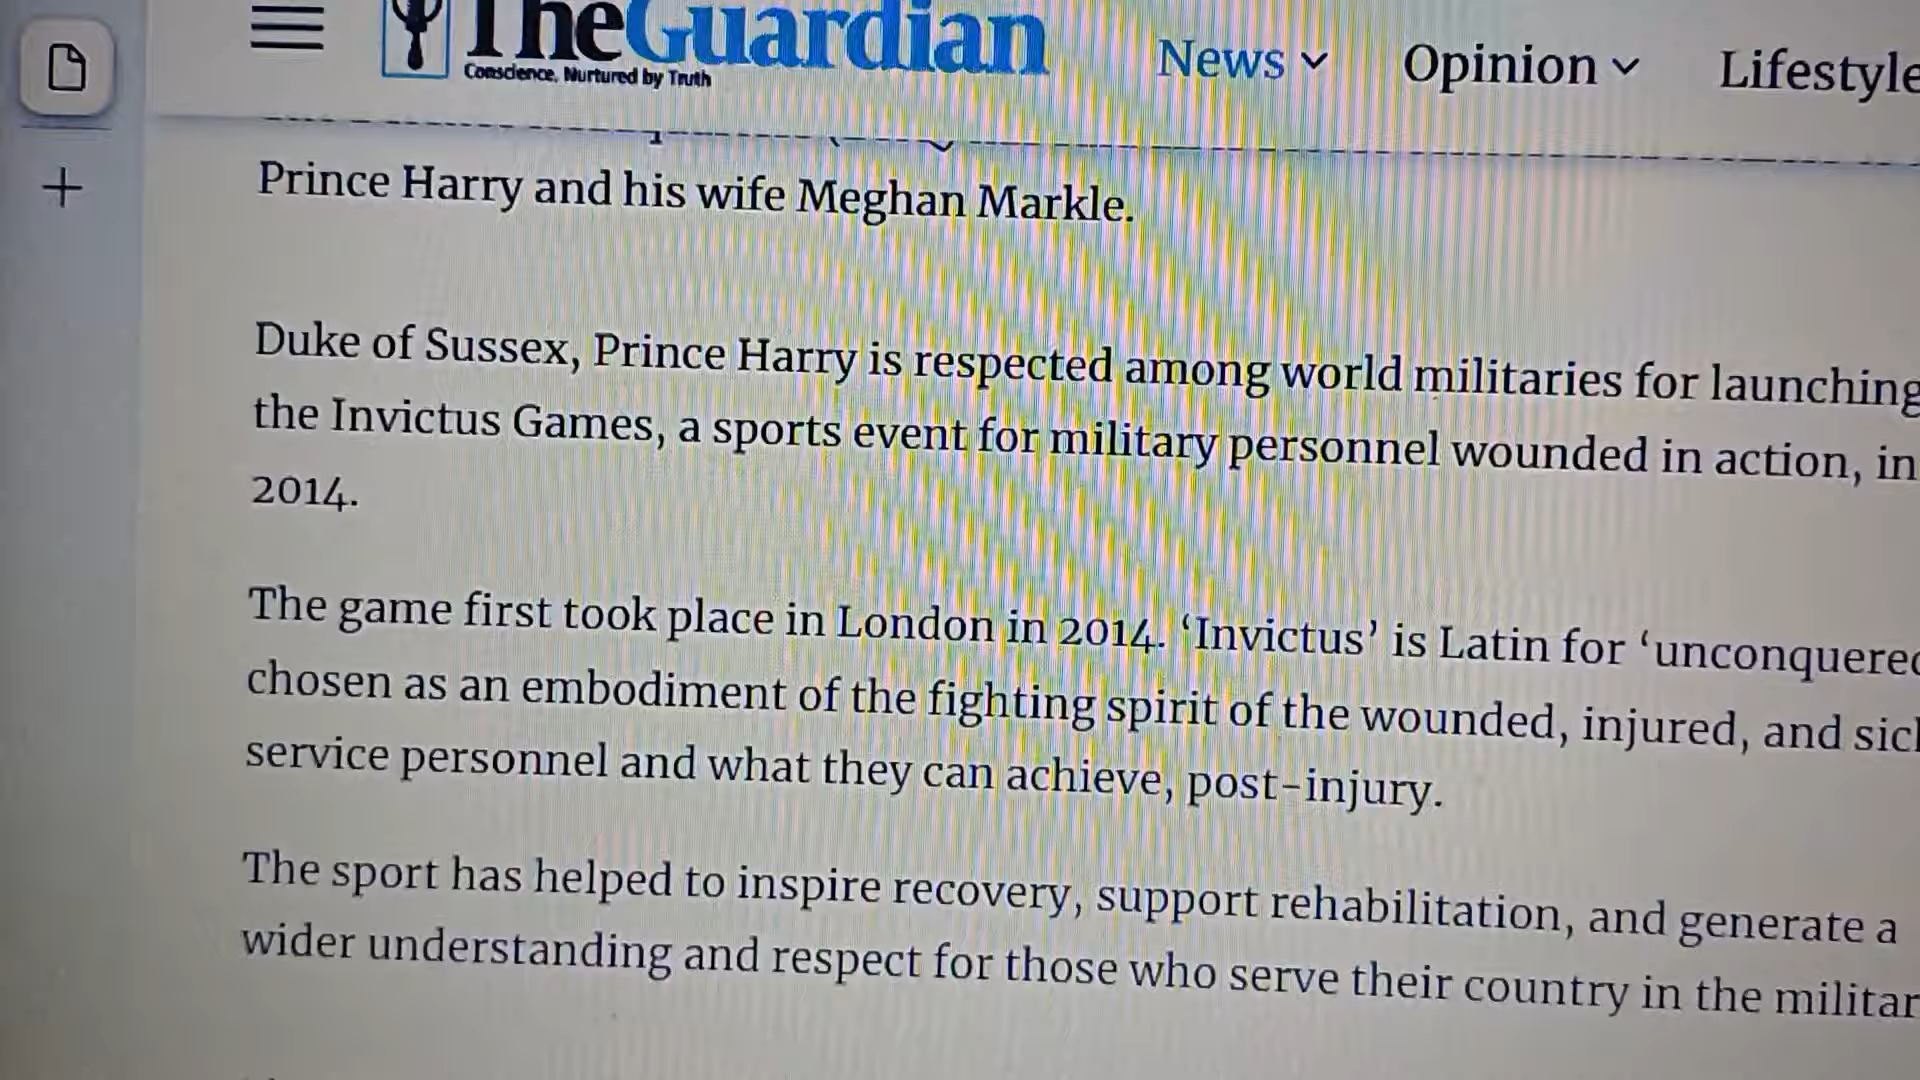 TheGuardian
Conscience, Nurtured by Truth
News
Opinion
Lifestyle
Prince Harry and his wife Meghan Markle.
Duke of Sussex, Prince Harry is respected among world militaries for launching
the Invictus Games, a sports event for military personnel wounded in action, in
2014.
The game first took place in London in 2014. ‘Invictus’ is Latin for ‘unconquered
chosen as an embodiment of the fighting spirit of the wounded, injured, and sick
service personnel and what they can achieve, post-injury.
The sport has helped to inspire recovery, support rehabilitation, and generate a
wider understanding and respect for those who serve their country in the militar